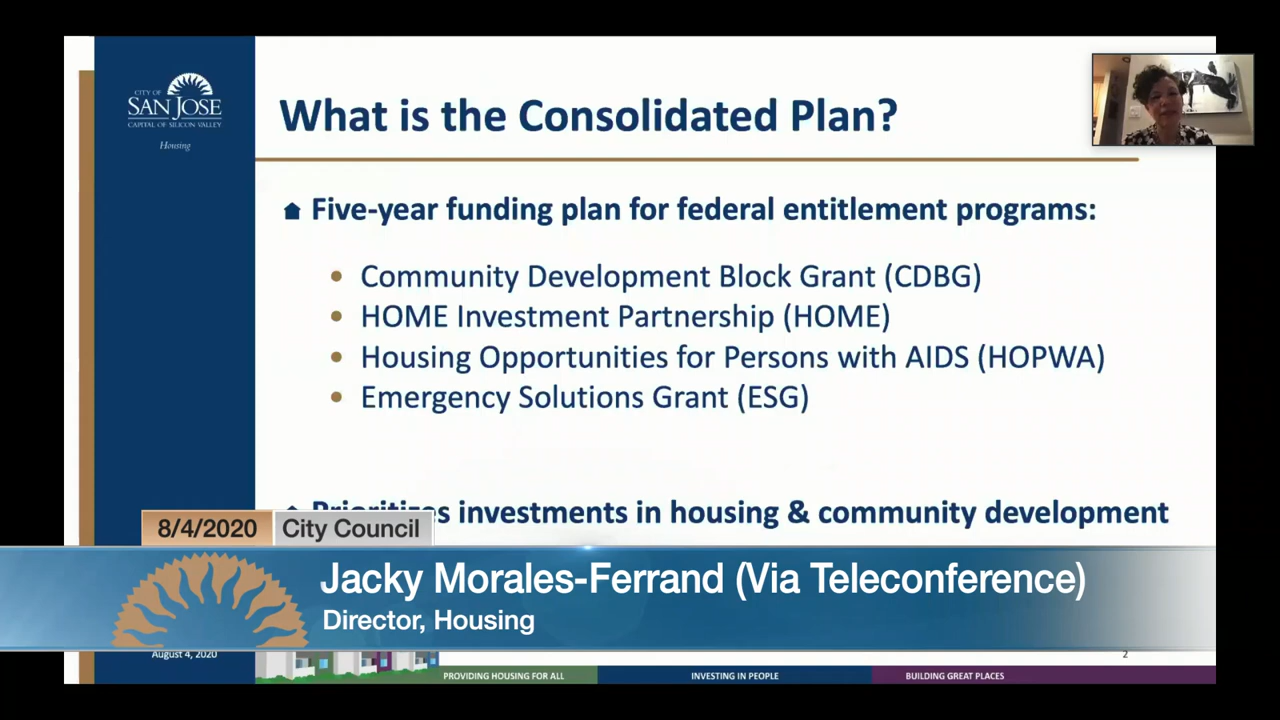 CITY OF
SAN JOSE
CAPITAL OF SILICON VALLEY
Housing
What is the Consolidated Plan?
Five-year funding plan for federal entitlement programs:
Community Development Block Grant (CDBG)
HOME Investment Partnership (HOME)
Housing Opportunities for Persons with AIDS (HOPWA)
Emergency Solutions Grant (ESG)
Prioritizes investments in housing & community development
8/4/2020 City Council
Jacky Morales-Ferrand (Via Teleconference)
Director, Housing
August 4, 2020
2
PROVIDING HOUSING FOR ALL INVESTING IN PEOPLE BUILDING GREAT PLACES